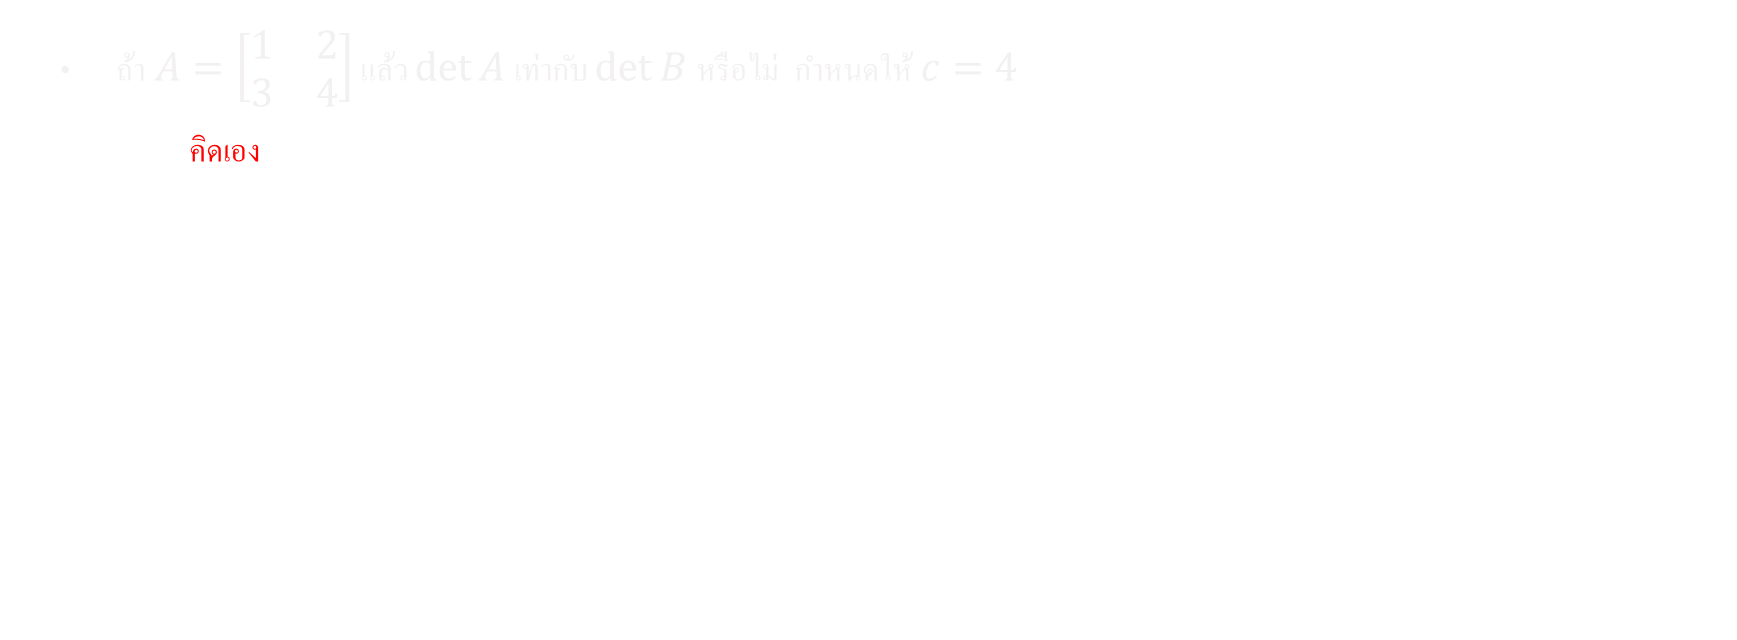 • ถ้า A = [1 2; 3 4] แล้ว det A เท่ากับ det B หรือไม่ กำหนดให้ c = 4
คิดเอง